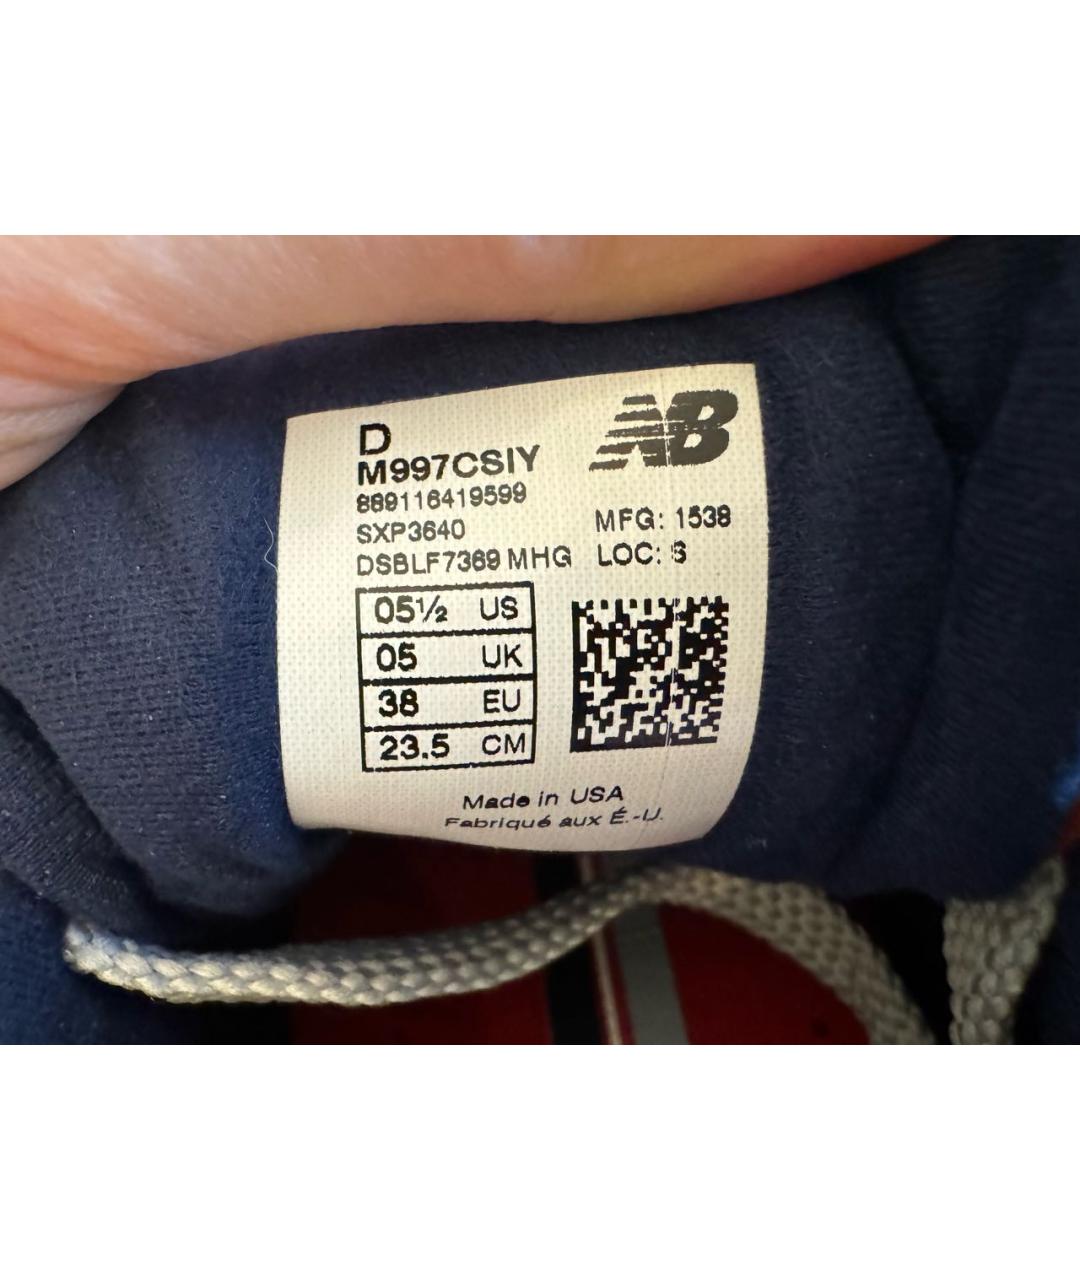 D
M997CSIY
889116419599
SXP3640
DSBLF7369 MHG
NB
MFG: 1538
LOC: S
05½ US
05 UK
38 EU
23.5 CM
Made in USA
Fabriqué aux É.-U.